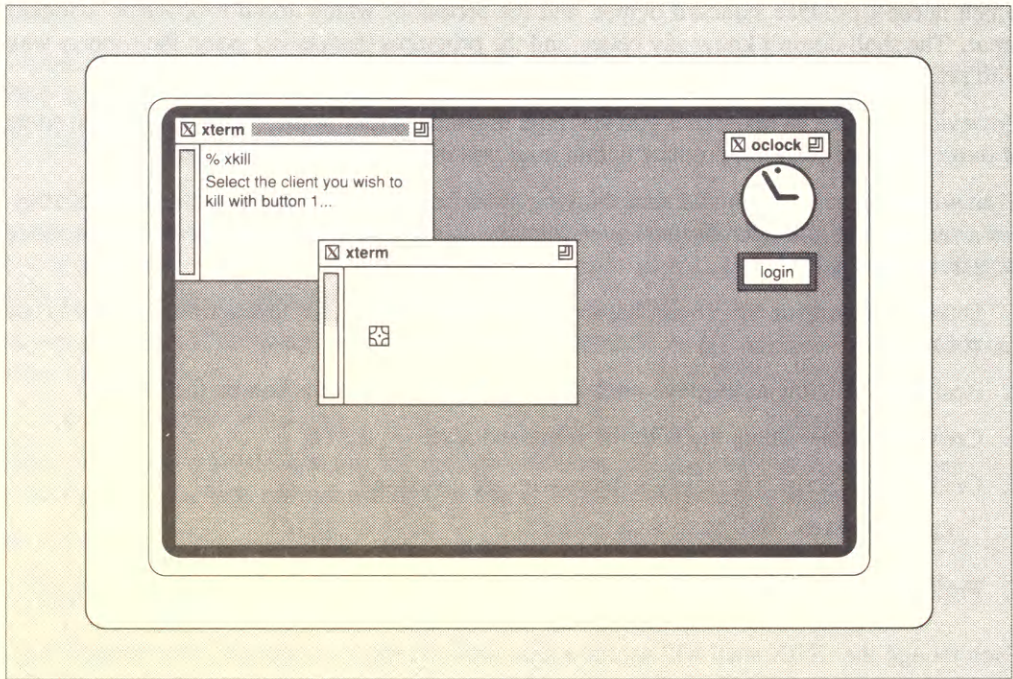 xterm
% xkill
Select the client you wish to
kill with button 1...
xterm
oclock
login